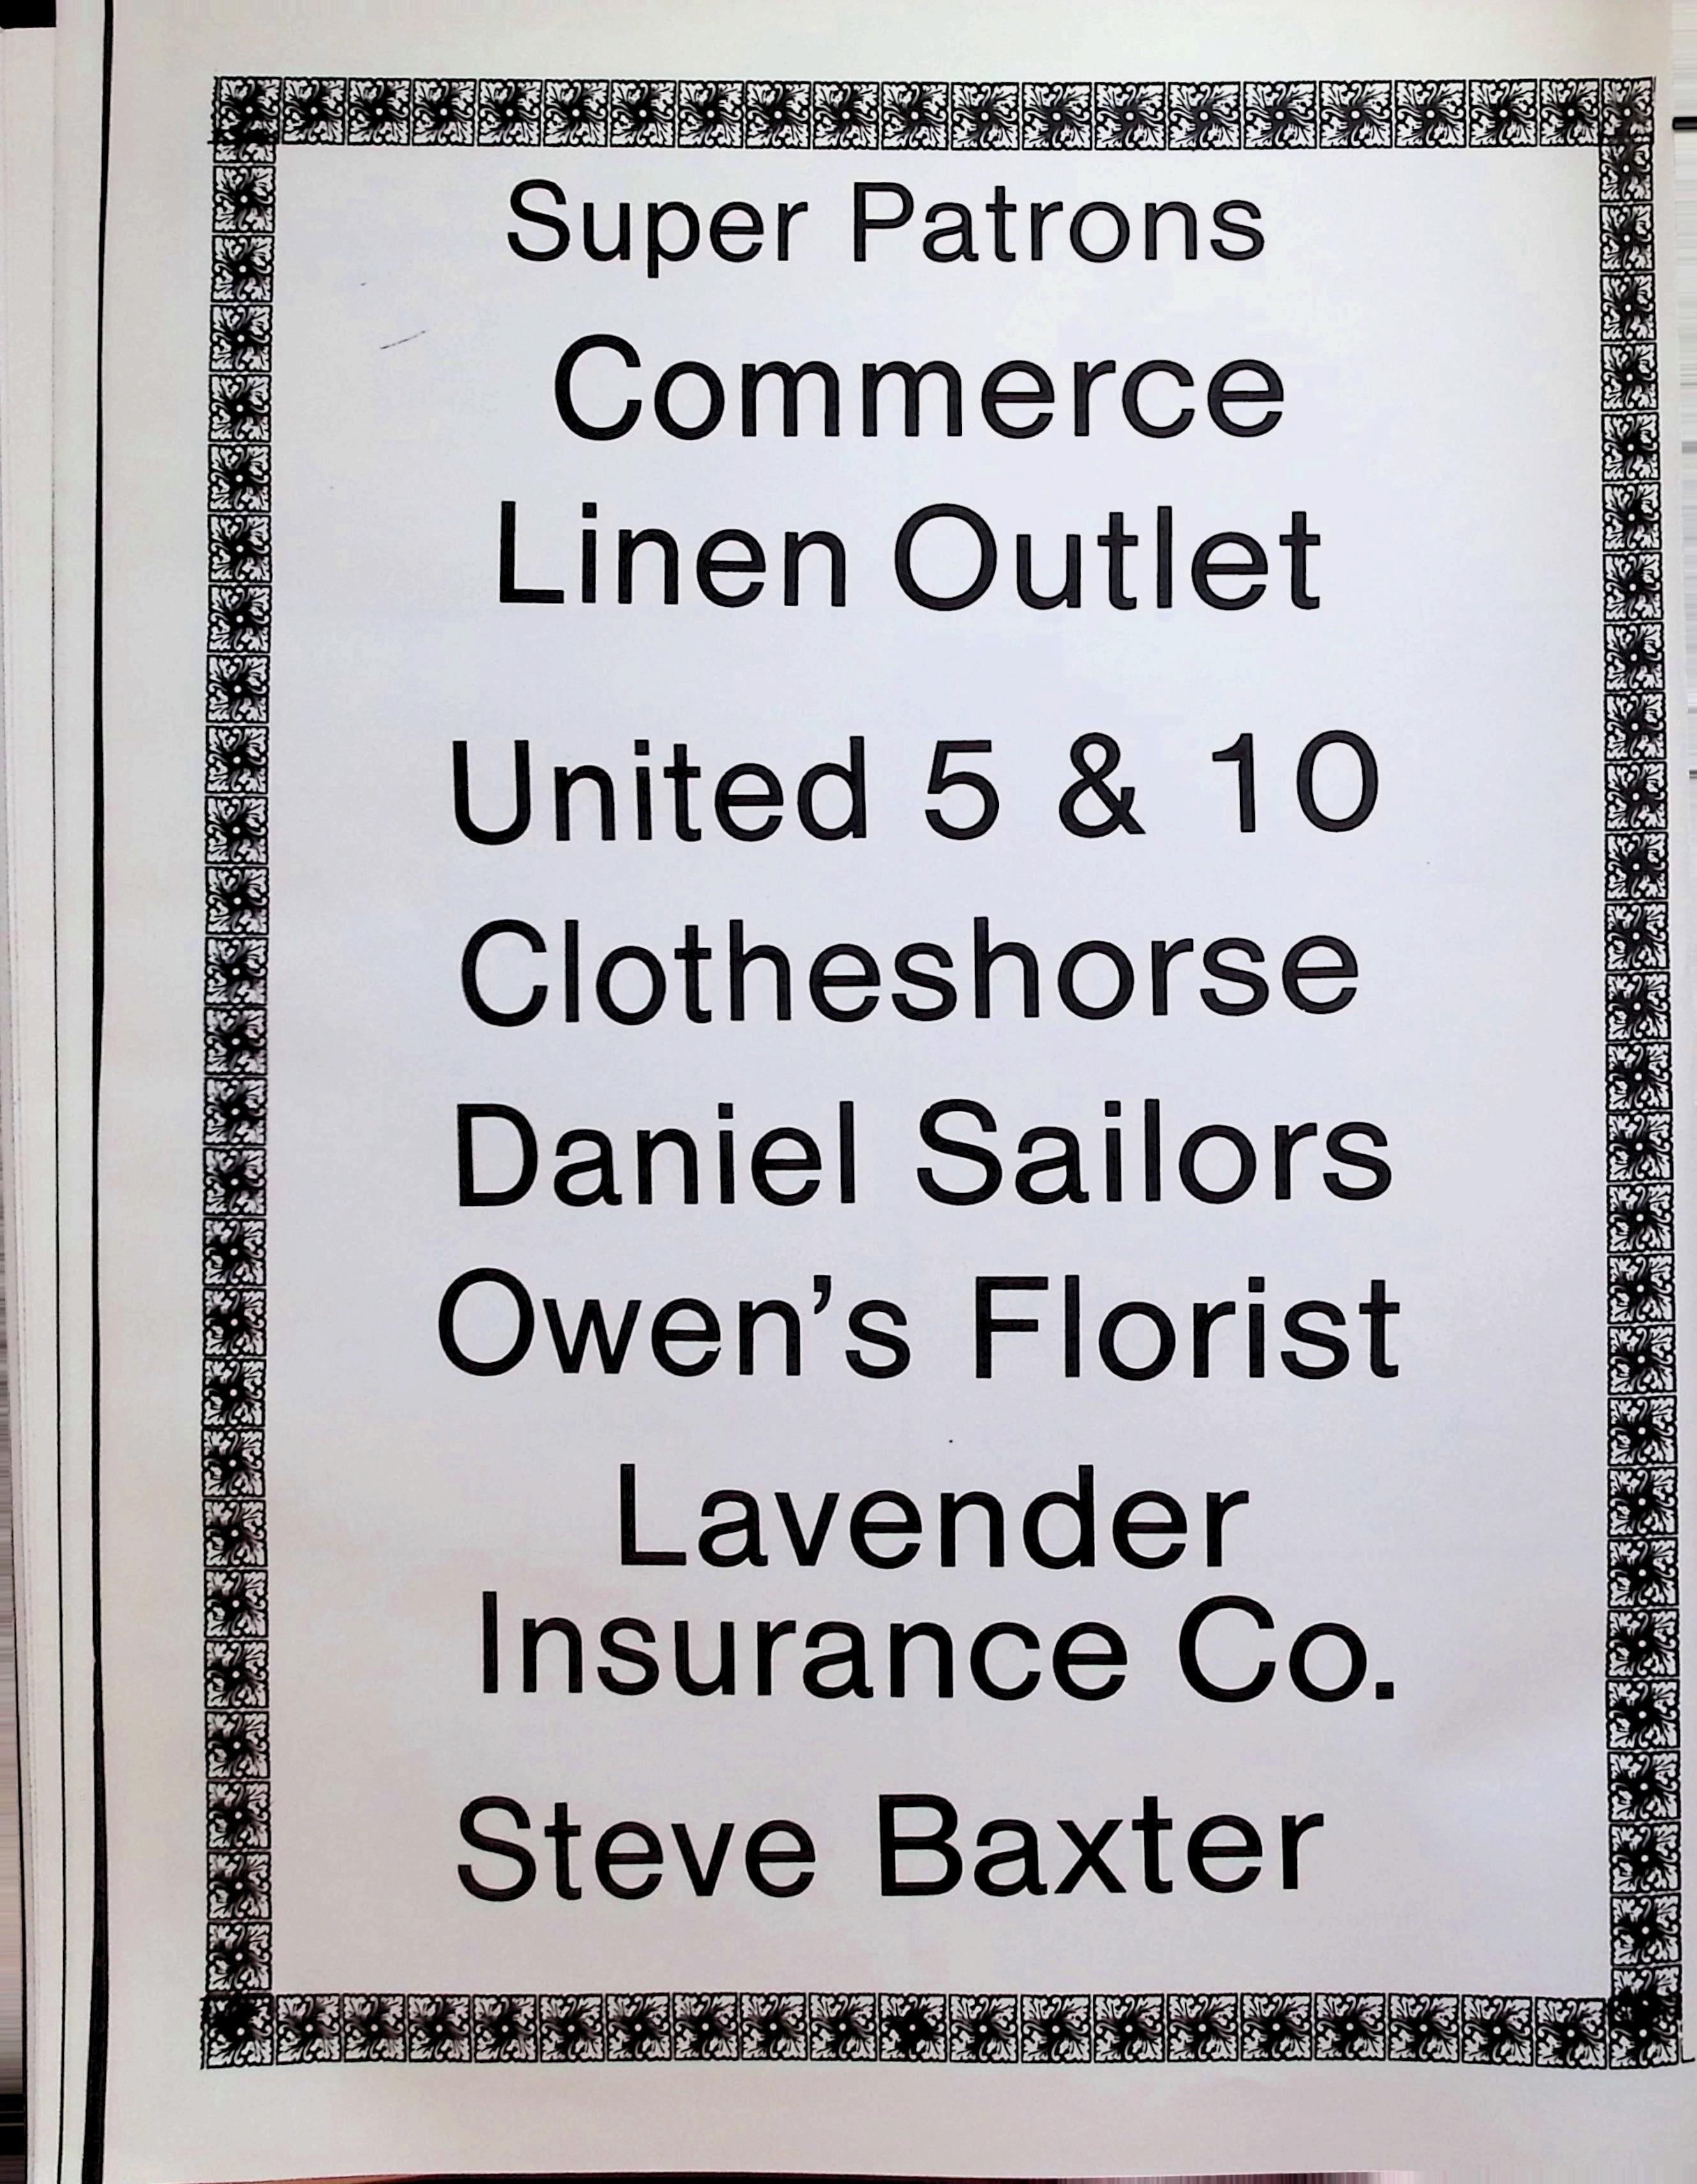 Super Patrons
Commerce
Linen Outlet
United 5 & 10
Clotheshorse
Daniel Sailors
Owen’s Florist
Lavender
Insurance Co.
Steve Baxter